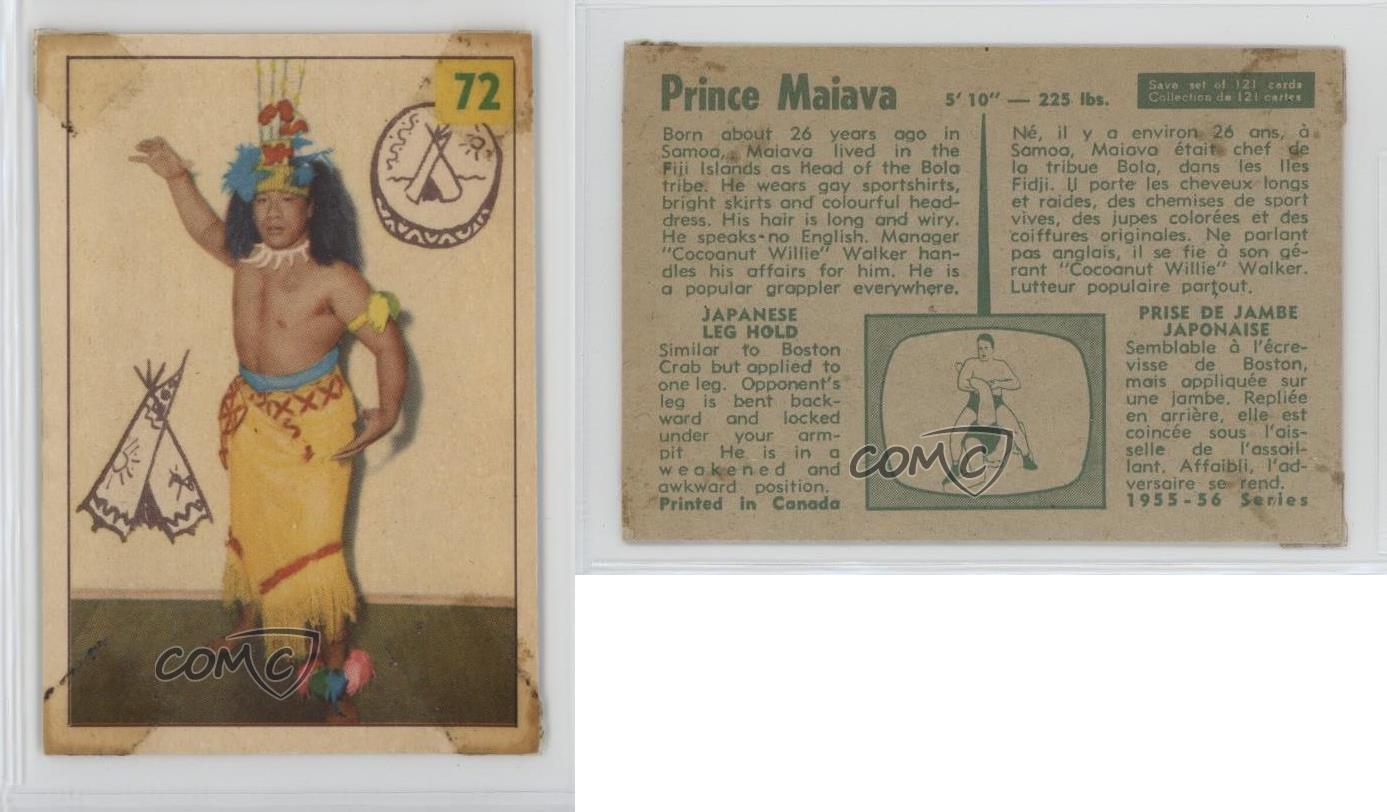 72
COMC
Prince Maiava 5' 10" — 225 lbs.
Save set of 121 cards
Collection de 121 cartes
Born about 26 years ago in
Samoa, Maiava lived in the
Fiji Islands as Head of the Bola
tribe. He wears gay sportshirts,
bright skirts and colourful head-
dress. His hair is long and wiry.
He speaks no English. Manager
"Cocoanut Willie" Walker han-
dles his affairs for him. He is
a popular grappler everywhere.
Né, il y a environ 26 ans, à
Samoa, Maiava était chef de
la tribue Bola, dans les Iles
Fidji. Il porte les cheveux longs
et raides, des chemises de sport
vives, des jupes colorées et des
coiffures originales. Ne parlant
pas anglais, il se fie à son gé-
rant "Cocoanut Willie" Walker.
Lutteur populaire partout.
JAPANESE
LEG HOLD
Similar to Boston
Crab but applied to
one leg. Opponent's
leg is bent back-
ward and locked
under your arm-
pit He is in a
weakened and
awkward position.
Printed in Canada
COMC
PRISE DE JAMBE
JAPONAISE
Semblable à l'écre-
visse de Boston,
mais appliquée sur
une jambe. Repliée
en arrière, elle est
coincée sous l'ais-
selle de l'assail-
lant. Affaibli, l'ad-
versaire se rend.
1955-56 Series